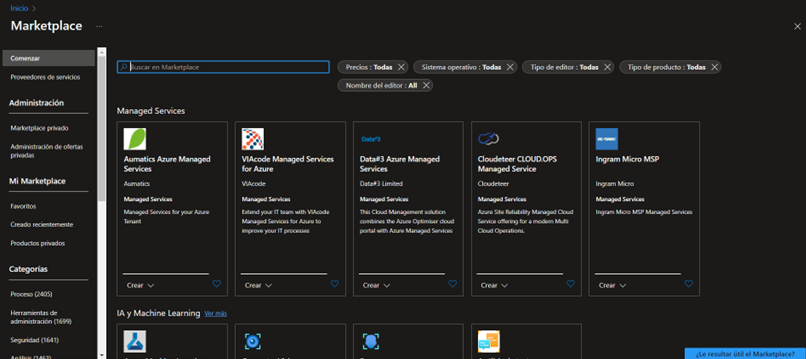 Inicio >
Marketplace ...
Comenzar
Proveedores de servicios
Administración
Marketplace privado
Administración de ofertas
privadas
Mi Marketplace
Favoritos
Creado recientemente
Productos privados
Categorías
Proceso (2405)
Herramientas de
administración (1699)
Seguridad (1641)
Buscar en Marketplace
Precios : Todas
Sistema operativo : Todas
Tipo de editor : Todas
Tipo de producto : Todas
Nombre del editor : All
Managed Services
Aumatics Azure Managed
Services
Aumatics
Managed Services
Managed Services for your Azure
Tenant
Crear
VIAcode Managed Services
for Azure
VIAcode
Managed Services
Extend your IT team with VIAcode
Managed Services for Azure to
improve your IT processes
Crear
Data#3
Data#3 Azure Managed
Services
Data#3 Limited
Managed Services
This Cloud Management solution
combines the Azure Optimiser cloud
portal with Azure Managed Services
Crear
Cloudeteer CLOUD.OPS
Managed Service
Cloudeteer
Managed Services
Azure Site Reliability Managed Cloud
Service offering for a modern Multi
Cloud Operations.
Crear
Ingram Micro MSP
Ingram Micro
Managed Services
Ingram Micro MSP Managed Services
Crear
IA y Machine Learning Ver más
¿Le resultar útil el Marketplace?